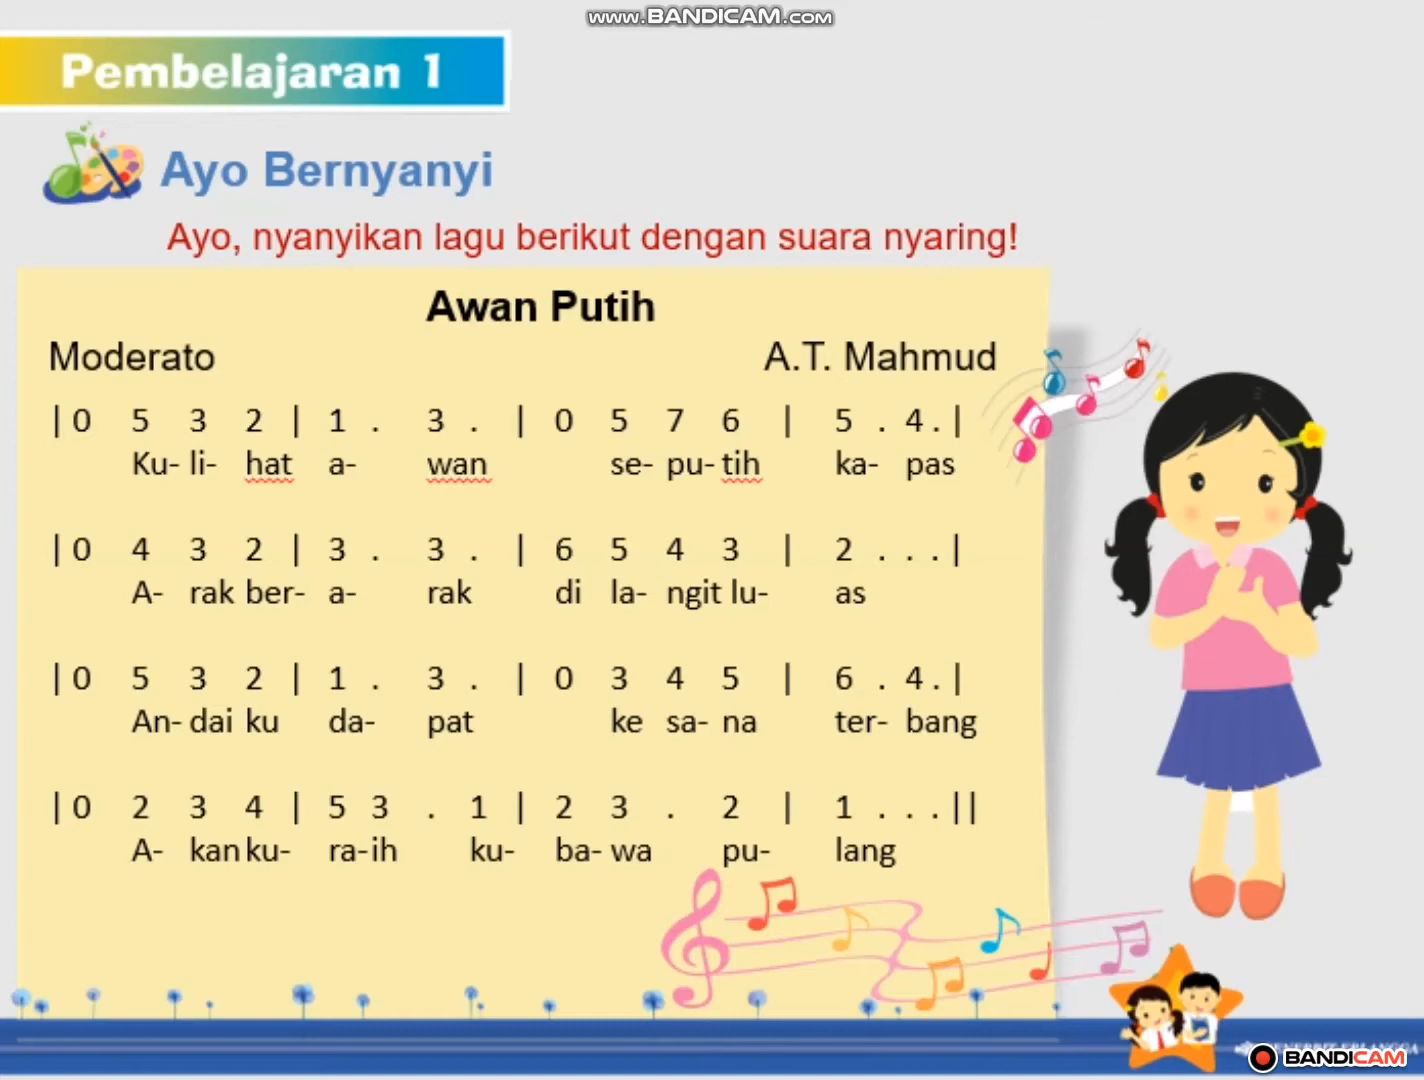 www.BANDICAM.com
Pembelajaran 1
Ayo Bernyanyi
Ayo, nyanyikan lagu berikut dengan suara nyaring!
Awan Putih
Moderato A.T. Mahmud
| 0 5 3 2 | 1 . 3 . | 0 5 7 6 | 5 . 4 . |
Ku- li- hat a- wan se- pu- tih ka- pas
| 0 4 3 2 | 3 . 3 . | 6 5 4 3 | 2 . . . |
A- rak ber- a- rak di la- ngit lu- as
| 0 5 3 2 | 1 . 3 . | 0 3 4 5 | 6 . 4 . |
An- dai ku da- pat ke sa- na ter- bang
| 0 2 3 4 | 5 3 . 1 | 2 3 . 2 | 1 . . . ||
A- kan ku- ra-ih ku- ba- wa pu- lang
BANDICAM